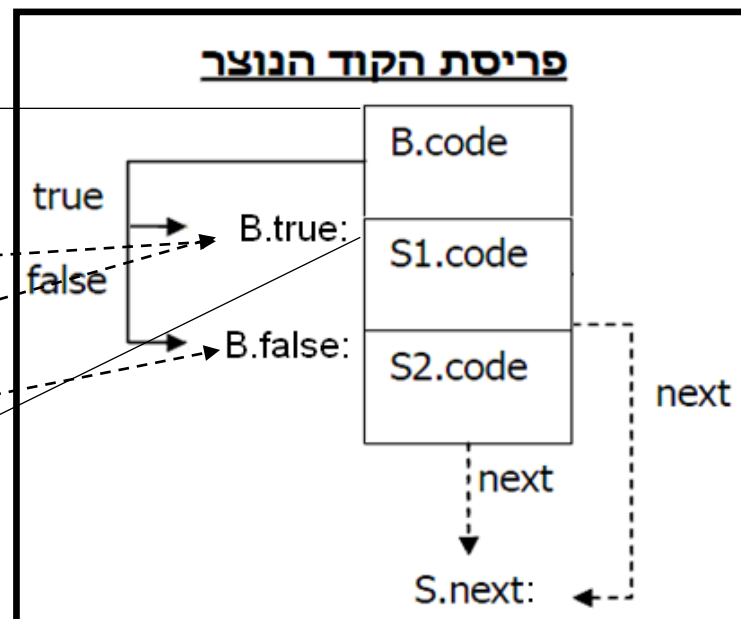 פריסת הקוד הנוצר
B.code
true
B.true:
S1.code
false
B.false:
S2.code
next
next
S.next: